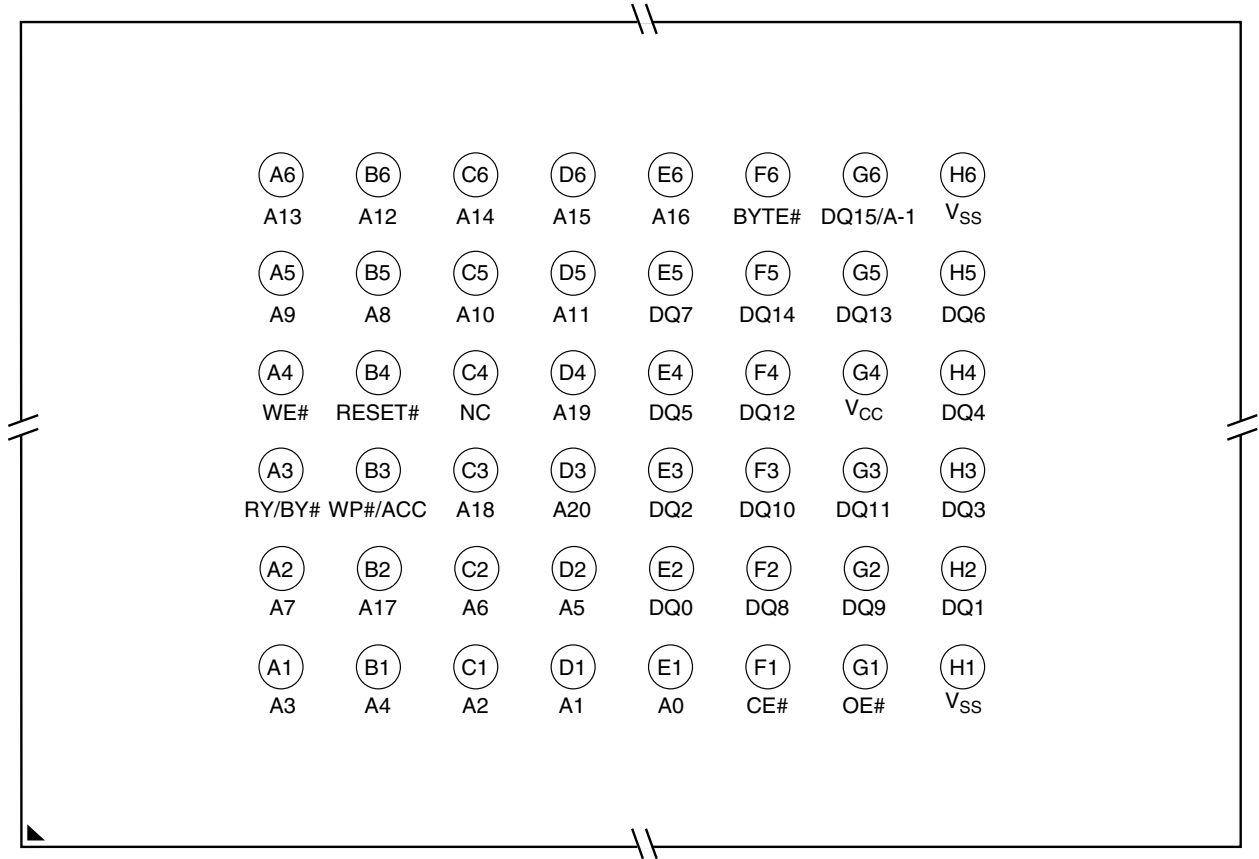 A6 B6 C6 D6 E6 F6 G6 H6
A13 A12 A14 A15 A16 BYTE# DQ15/A-1 VSS
A5 B5 C5 D5 E5 F5 G5 H5
A9 A8 A10 A11 DQ7 DQ14 DQ13 DQ6
A4 B4 C4 D4 E4 F4 G4 H4
WE# RESET# NC A19 DQ5 DQ12 VCC DQ4
A3 B3 C3 D3 E3 F3 G3 H3
RY/BY# WP#/ACC A18 A20 DQ2 DQ10 DQ11 DQ3
A2 B2 C2 D2 E2 F2 G2 H2
A7 A17 A6 A5 DQ0 DQ8 DQ9 DQ1
A1 B1 C1 D1 E1 F1 G1 H1
A3 A4 A2 A1 A0 CE# OE# VSS